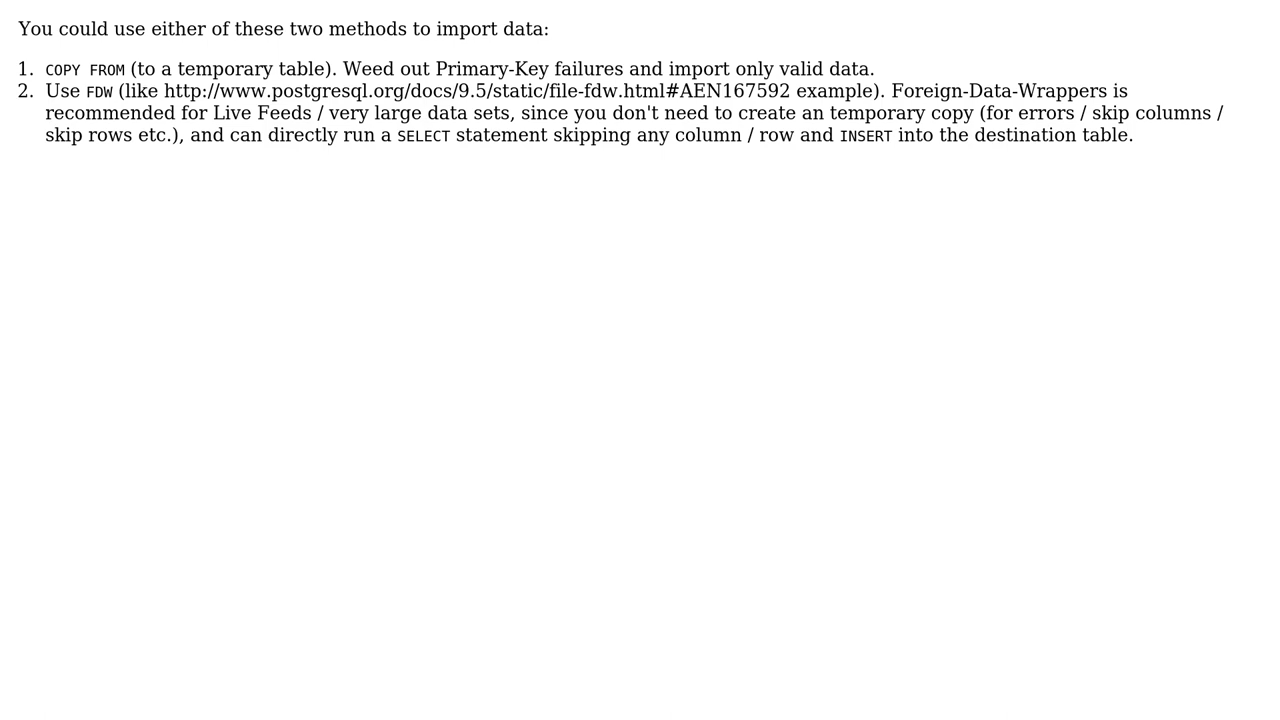 You could use either of these two methods to import data:
1. COPY FROM (to a temporary table). Weed out Primary-Key failures and import only valid data.
2. Use FDW (like http://www.postgresql.org/docs/9.5/static/file-fdw.html#AEN167592 example). Foreign-Data-Wrappers is
recommended for Live Feeds / very large data sets, since you don't need to create an temporary copy (for errors / skip columns /
skip rows etc.), and can directly run a SELECT statement skipping any column / row and INSERT into the destination table.